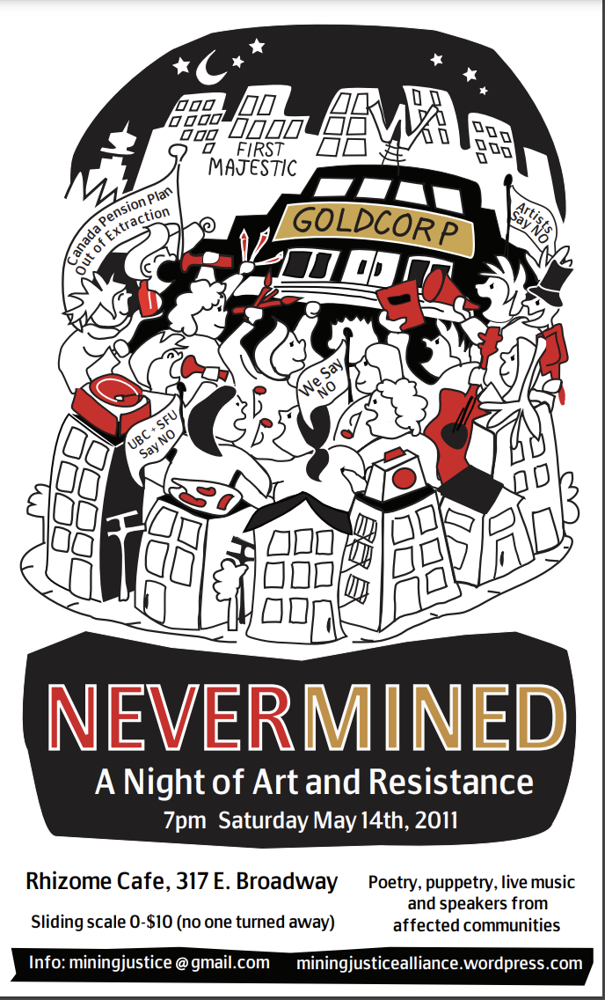 FIRST
MAJESTIC
GOLDCORP
Canada Pension Plan
Out of Extraction
Artists
Say NO
We Say
NO
UBC + SFU
Say NO
NEVERMINED
A Night of Art and Resistance
7pm Saturday May 14th, 2011
Rhizome Cafe, 317 E. Broadway
Sliding scale 0-$10 (no one turned away)
Poetry, puppetry, live music
and speakers from
affected communities
Info: miningjustice @ gmail.com
miningjusticealliance.wordpress.com